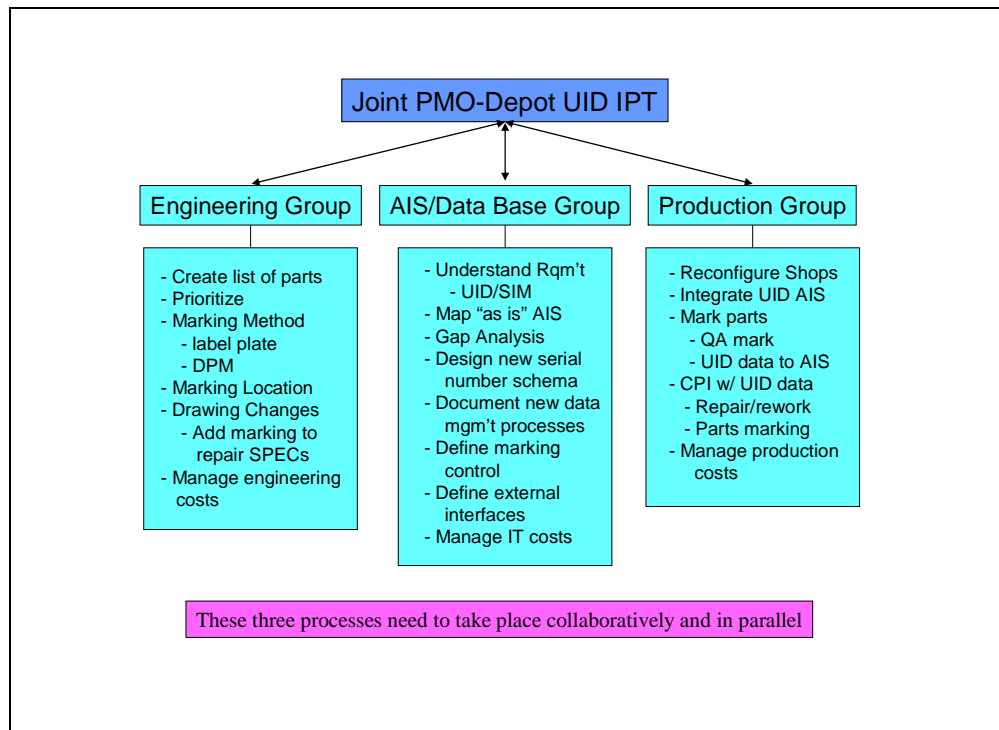 Joint PMO-Depot UID IPT
Engineering Group
- Create list of parts
- Prioritize
- Marking Method
- label plate
- DPM
- Marking Location
- Drawing Changes
- Add marking to
repair SPECs
- Manage engineering
costs
AIS/Data Base Group
- Understand Rqm’t
- UID/SIM
- Map “as is” AIS
- Gap Analysis
- Design new serial
number schema
- Document new data
mgm’t processes
- Define marking
control
- Define external
interfaces
- Manage IT costs
Production Group
- Reconfigure Shops
- Integrate UID AIS
- Mark parts
- QA mark
- UID data to AIS
- CPI w/ UID data
- Repair/rework
- Parts marking
- Manage production
costs
These three processes need to take place collaboratively and in parallel